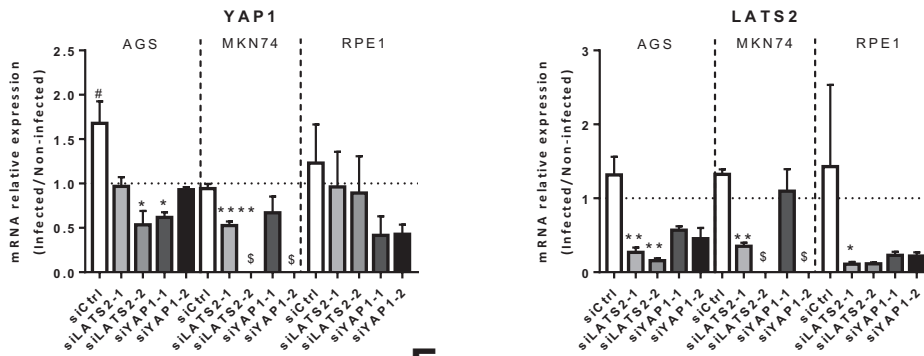 YAP1
AGS
MKN74
RPE1
mRNA relative expression
(Infected/Non-infected)
2.5
2.0
1.5
1.0
0.5
0.0
#
*
*
****
$
$
siCtrl
siLATS2-1
siLATS2-2
siYAP1-1
siYAP1-2
siCtrl
siLATS2-1
siLATS2-2
siYAP1-1
siYAP1-2
siCtrl
siLATS2-1
siLATS2-2
siYAP1-1
siYAP1-2
LATS2
AGS
MKN74
RPE1
mRNA relative expression
(Infected/Non-infected)
3
2
1
0
**
**
**
$
$
*
siCtrl
siLATS2-1
siLATS2-2
siYAP1-1
siYAP1-2
siCtrl
siLATS2-1
siLATS2-2
siYAP1-1
siYAP1-2
siCtrl
siLATS2-1
siLATS2-2
siYAP1-1
siYAP1-2